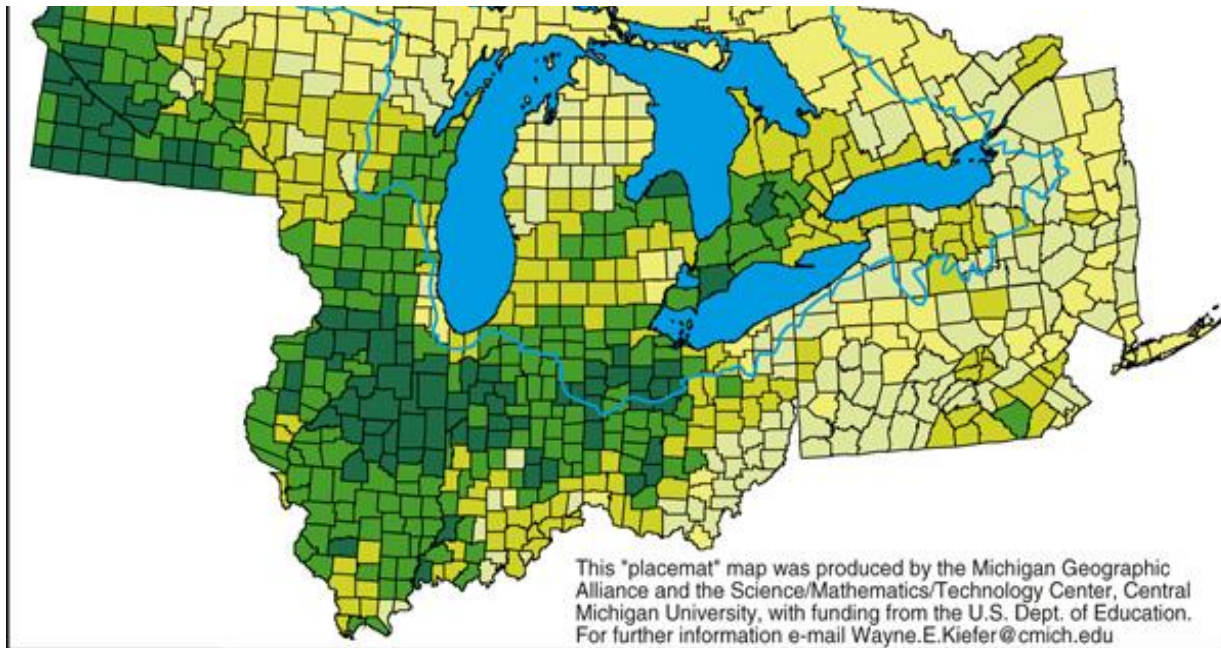 This "placemat" map was produced by the Michigan Geographic
Alliance and the Science/Mathematics/Technology Center, Central
Michigan University, with funding from the U.S. Dept. of Education.
For further information e-mail Wayne.E.Kiefer@cmich.edu